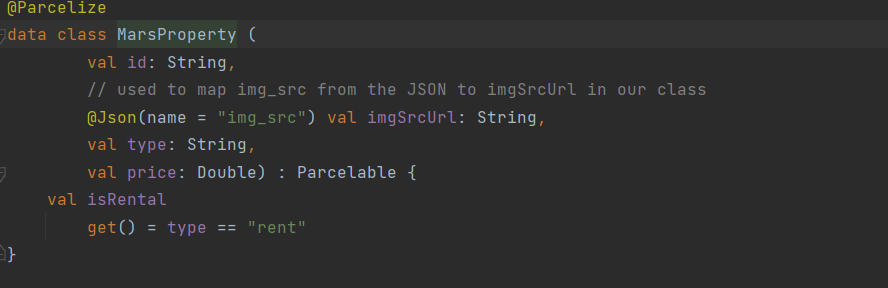 @Parcelize
data class MarsProperty (
val id: String,
// used to map img_src from the JSON to imgSrcUrl in our class
@Json(name = "img_src") val imgSrcUrl: String,
val type: String,
val price: Double) : Parcelable {
val isRental
get() = type == "rent"
}